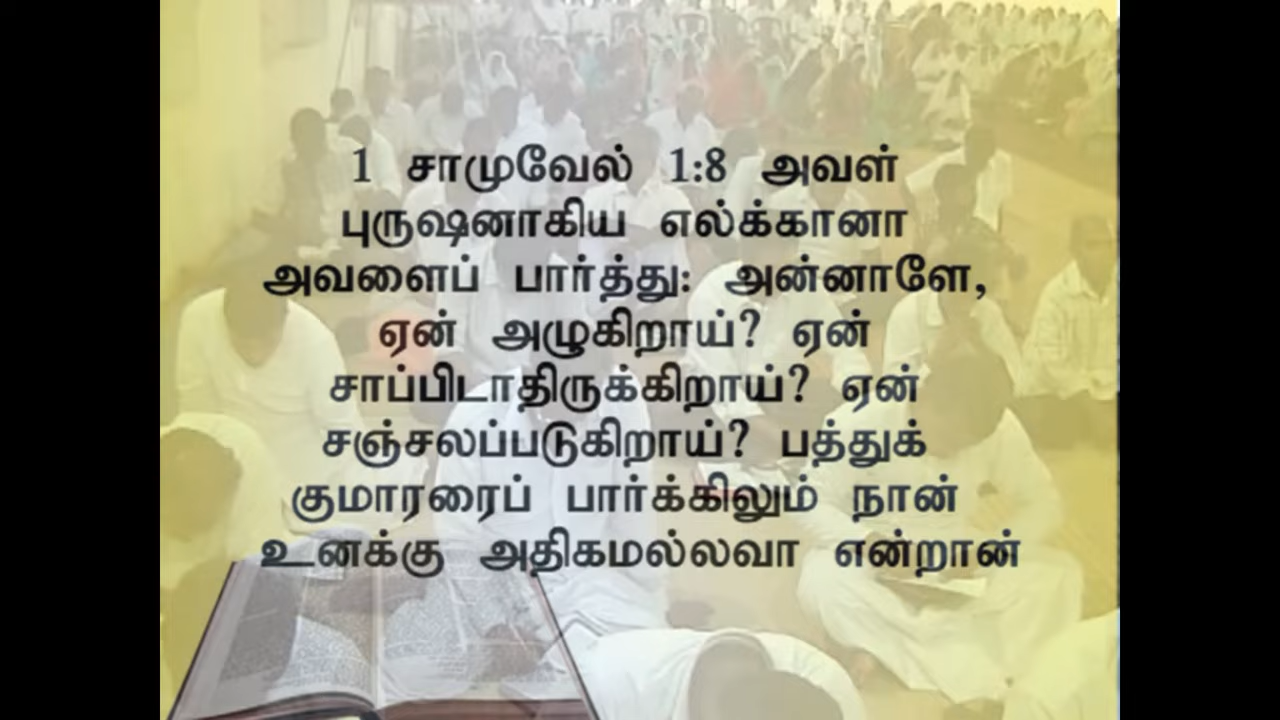 1 சாமுவேல் 1:8 அவள்
புருஷனாகிய எல்க்கானா
அவளைப் பார்த்து: அன்னாளே,
ஏன் அழுகிறாய்? ஏன்
சாப்பிடாதிருக்கிறாய்? ஏன்
சஞ்சலப்படுகிறாய்? பத்துக்
குமாரரைப் பார்க்கிலும் நான்
உனக்கு அதிகமல்லவா என்றான்